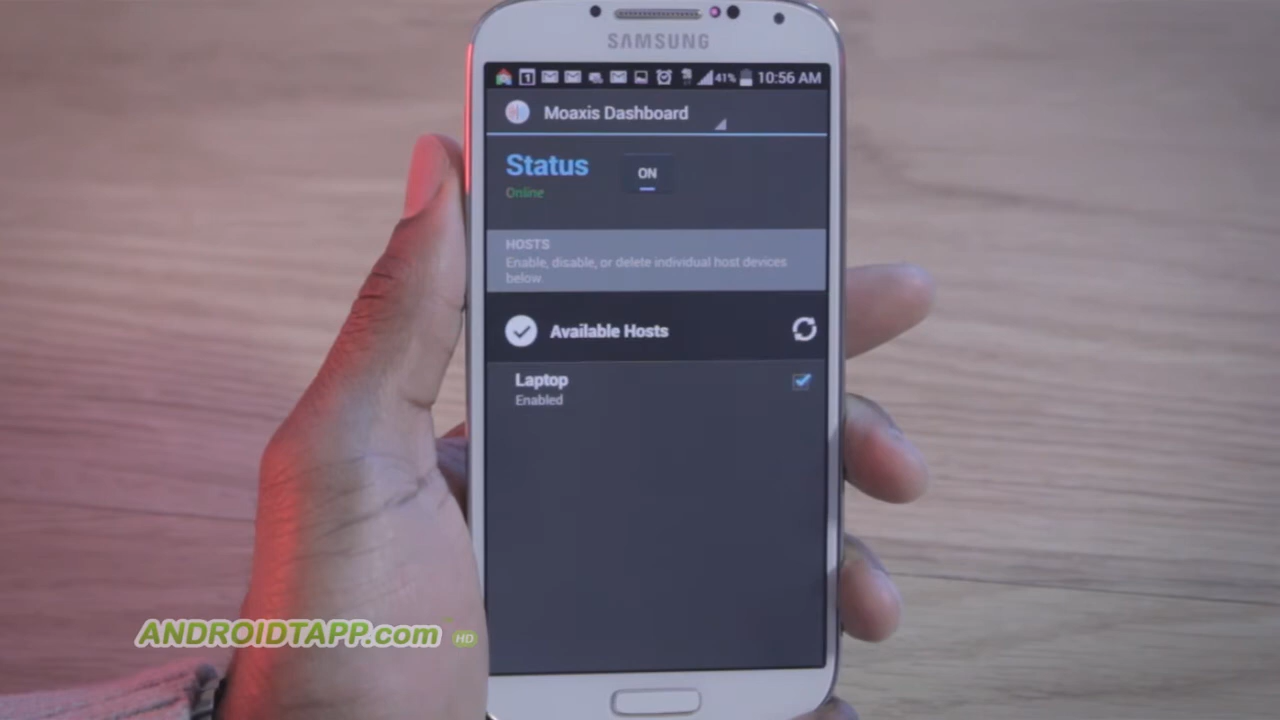 SAMSUNG
1 41% 10:56 AM
Moaxis Dashboard
Status
ON
Online
HOSTS
Enable, disable, or delete individual host devices
below.
Available Hosts
Laptop
Enabled
ANDROIDTAPP.com HD